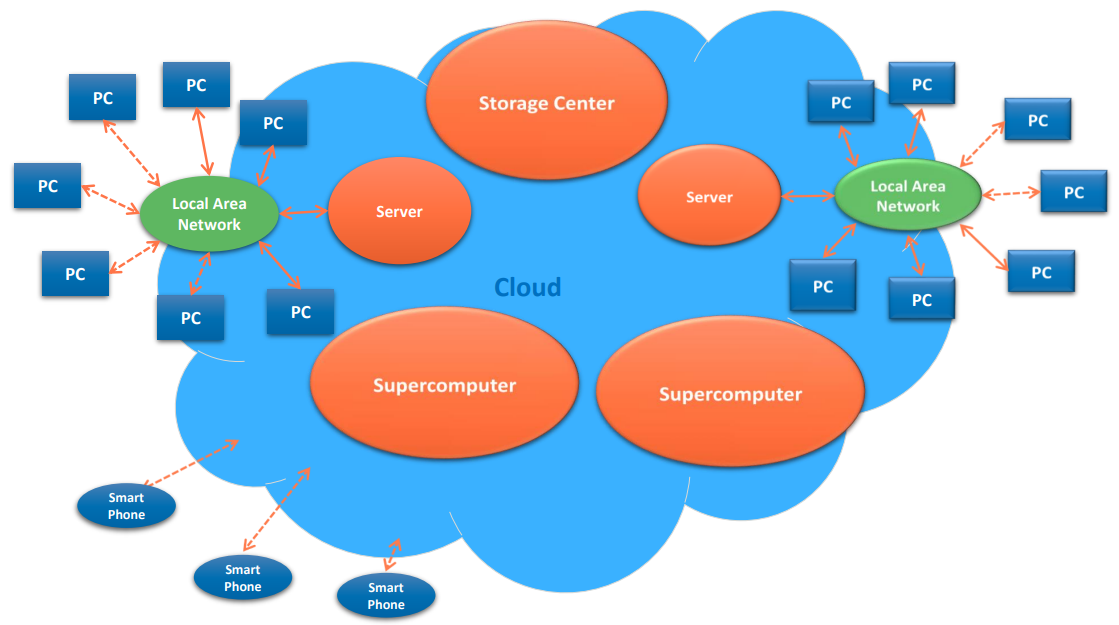 Storage Center
PC
PC
PC
PC
PC
PC
PC
Local Area
Network
Server
Server
Local Area
Network
PC
PC
PC
PC
PC
PC
PC
Cloud
Supercomputer
Supercomputer
Smart
Phone
Smart
Phone
Smart
Phone